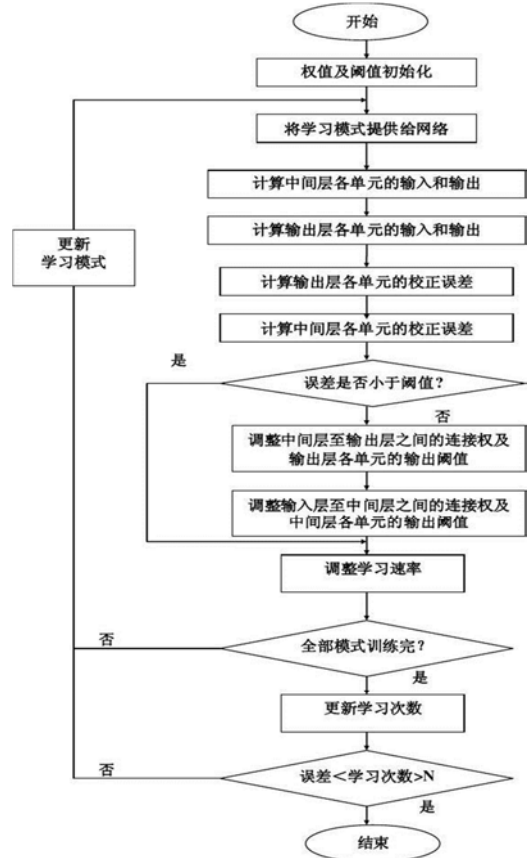 开始
权值及阈值初始化
将学习模式提供给网络
计算中间层各单元的输入和输出
计算输出层各单元的输入和输出
更新
学习模式
计算输出层各单元的校正误差
计算中间层各单元的校正误差
是
误差是否小于阈值?
否
调整中间层至输出层之间的连接权及
输出层各单元的输出阈值
调整输入层至中间层之间的连接权及
中间层各单元的输出阈值
调整学习速率
否
全部模式训练完?
是
更新学习次数
否
误差<学习次数>N
是
结束